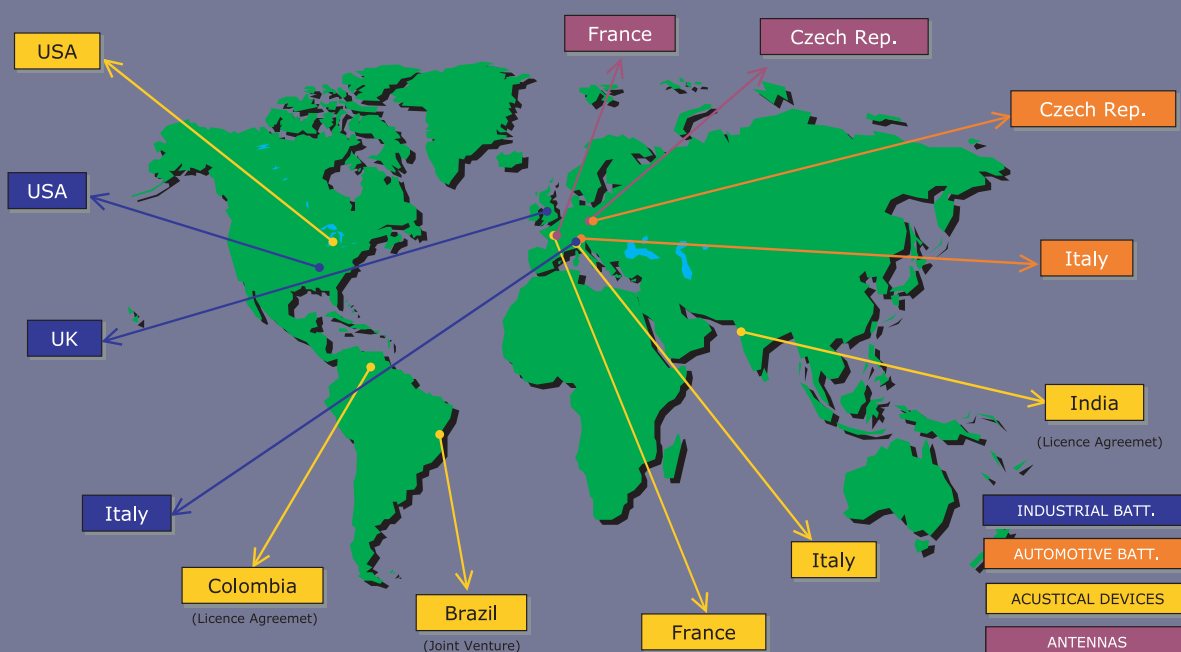 France
Czech Rep.
USA
Czech Rep.
USA
Italy
UK
India
(Licence Agreemet)
Italy
INDUSTRIAL BATT.
AUTOMOTIVE BATT.
Italy
Colombia
(Licence Agreemet)
ACUSTICAL DEVICES
Brazil
(Joint Venture)
France
ANTENNAS